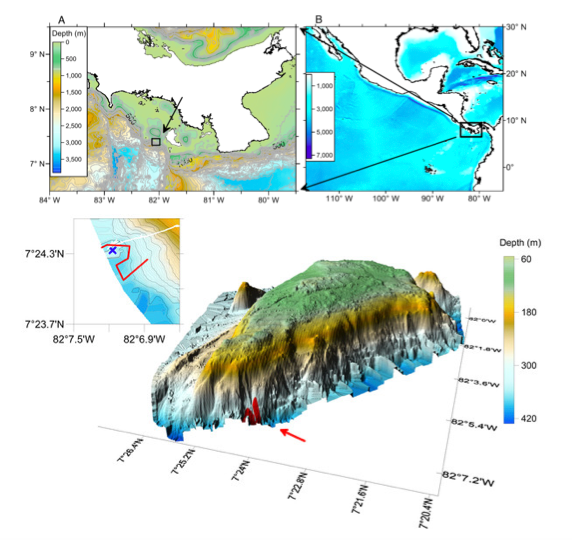 A
B
Depth (m)
0
500
1,000
1,500
2,000
2,500
3,000
3,500
9° N
8° N
7° N
84° W
83° W
82° W
81° W
80° W
1,000
3,000
5,000
7,000
30° N
20° N
10° N
0°
110° W
100° W
90° W
80° W
7°24.3'N
7°23.7'N
82°7.5'W
82°6.9'W
Depth (m)
60
180
300
420
82°0'W
82°1.8'W
82°3.6'W
82°5.4'W
82°7.2'W
7°26.4'N
7°25.2'N
7°24'N
7°22.8'N
7°21.6'N
7°20.4'N